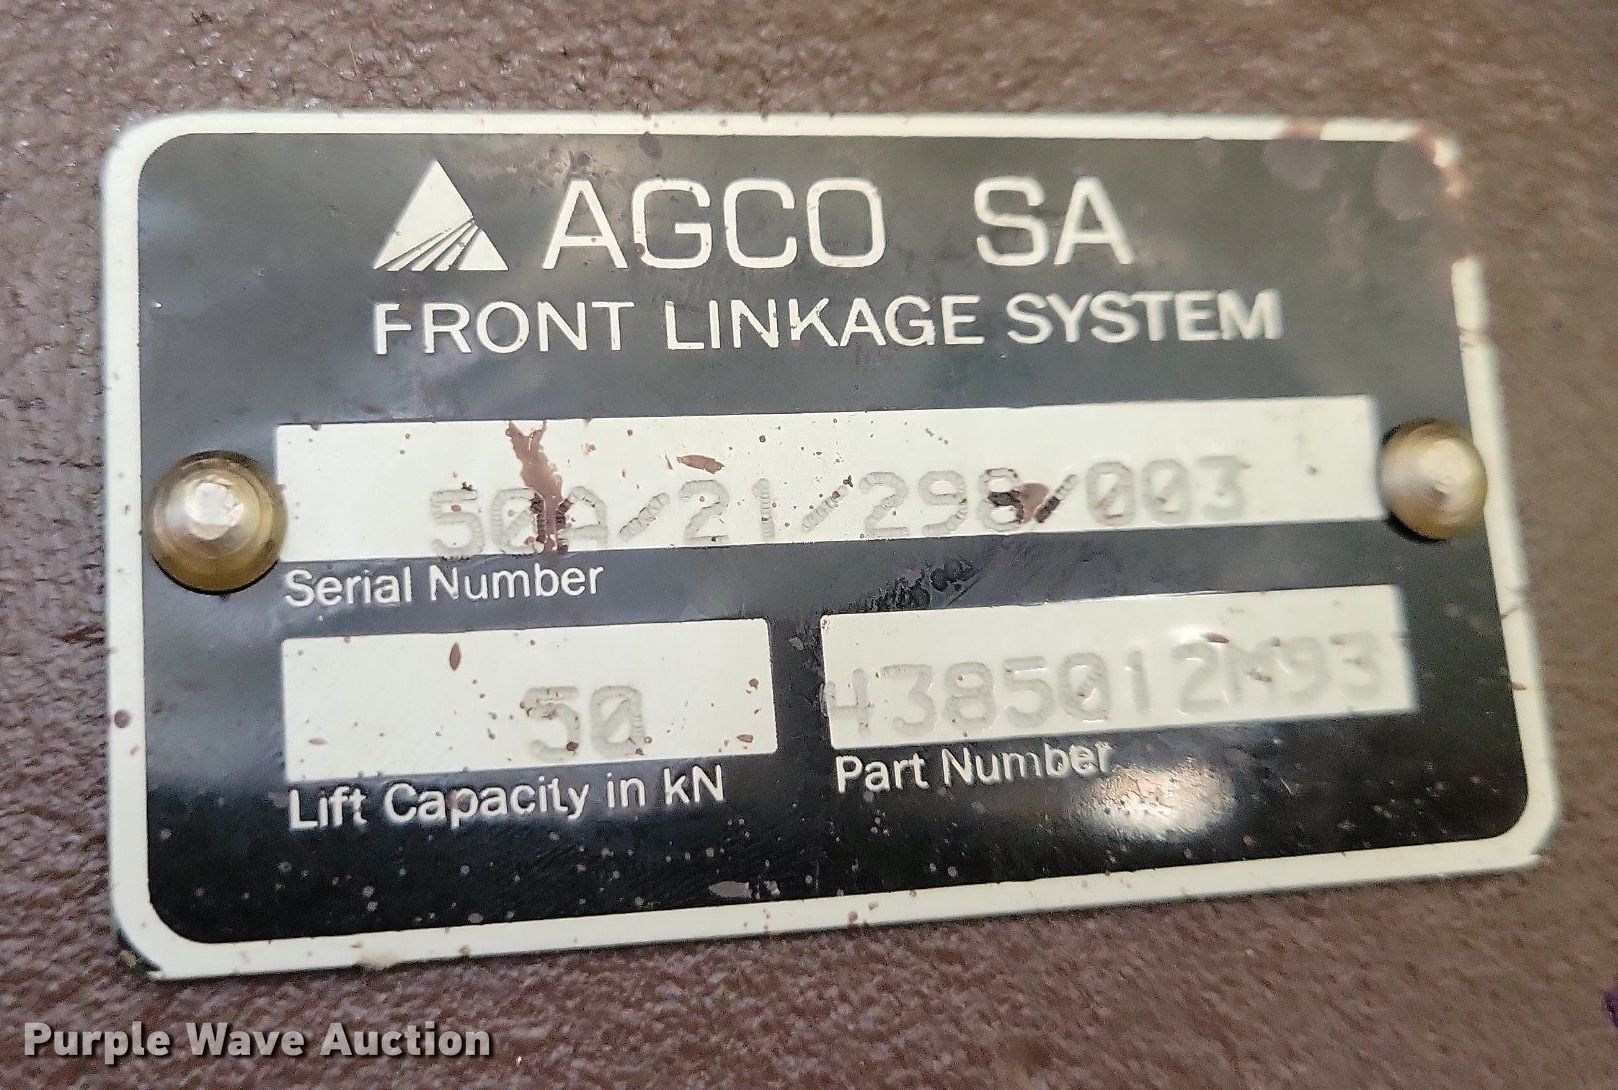 AGCO SA
FRONT LINKAGE SYSTEM
50A/21/298/003
Serial Number
50
Lift Capacity in kN
4385012M93
Part Number
Purple Wave Auction